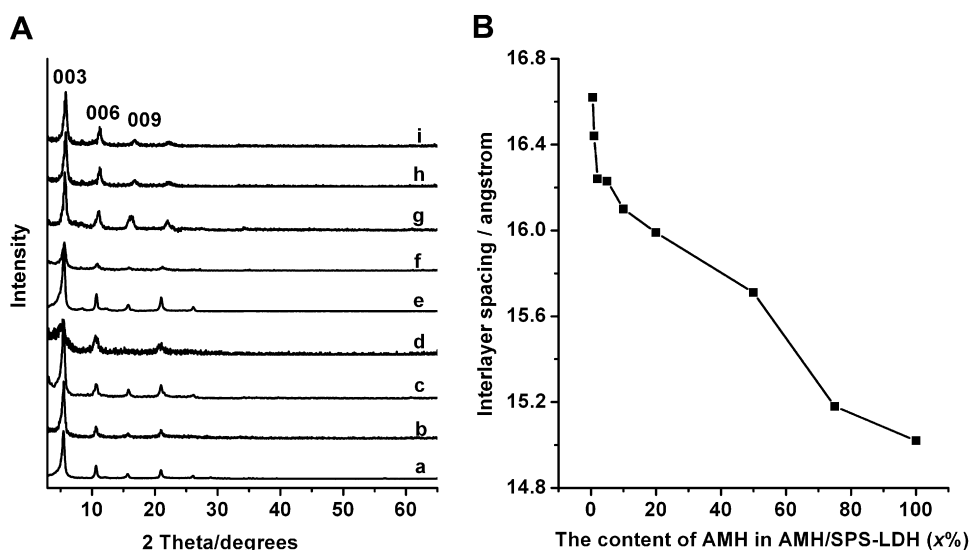 A
003
006
009
i
h
g
f
e
d
c
b
a
Intensity
10 20 30 40 50 60
2 Theta/degrees
B
16.8
16.4
16.0
15.6
15.2
14.8
Interlayer spacing / angstrom
0 20 40 60 80 100
The content of AMH in AMH/SPS-LDH (x%)